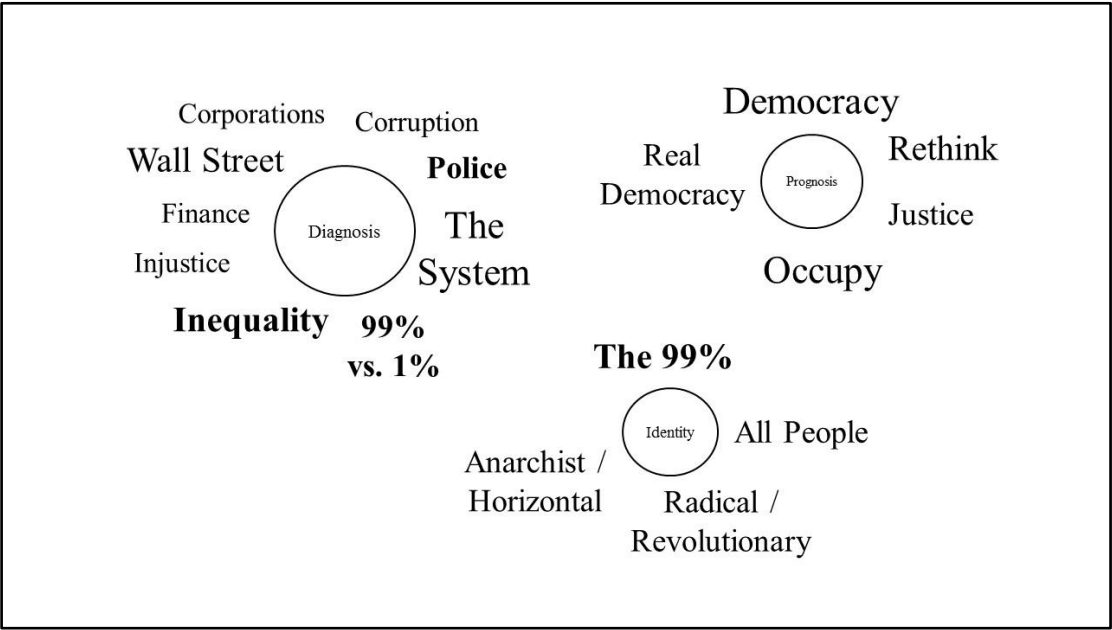 Corporations
Corruption
Wall Street
Police
Finance
Diagnosis
The
System
Injustice
Inequality
99%
vs. 1%
Democracy
Real
Democracy
Rethink
Prognosis
Justice
Occupy
The 99%
Identity
All People
Anarchist /
Horizontal
Radical /
Revolutionary